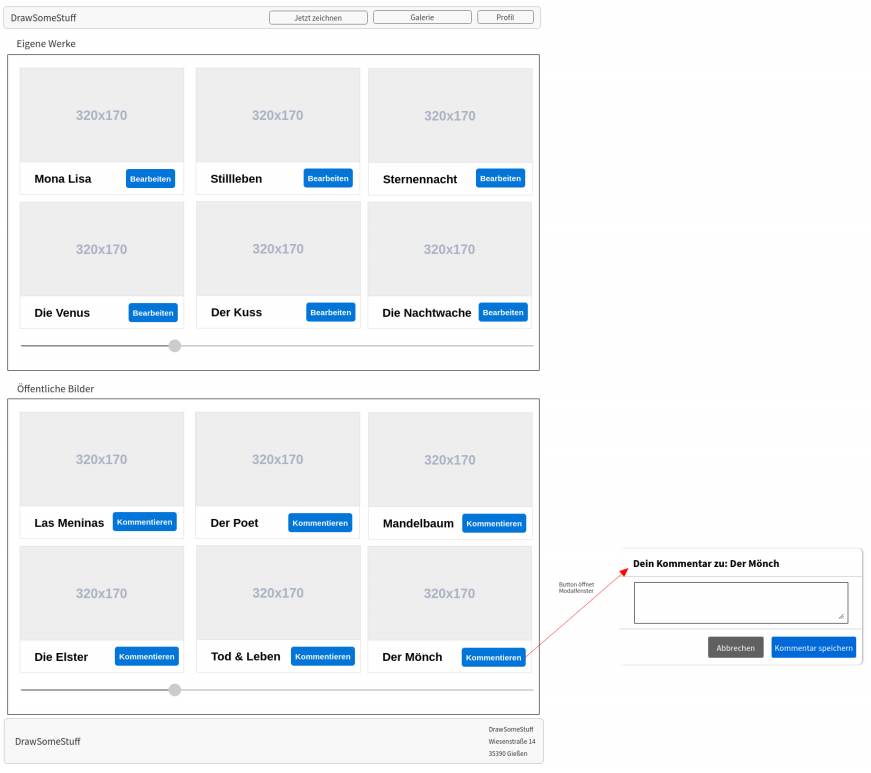 DrawSomeStuff
Jetzt zeichnen
Galerie
Profil
Eigene Werke
320x170
320x170
320x170
Mona Lisa
Bearbeiten
Stillleben
Bearbeiten
Sternennacht
Bearbeiten
320x170
320x170
320x170
Die Venus
Bearbeiten
Der Kuss
Bearbeiten
Die Nachtwache
Bearbeiten
Öffentliche Bilder
320x170
320x170
320x170
Las Meninas
Kommentieren
Der Poet
Kommentieren
Mandelbaum
Kommentieren
320x170
320x170
320x170
Die Elster
Kommentieren
Tod & Leben
Kommentieren
Der Mönch
Kommentieren
Button öffnet
Modalfenster
Dein Kommentar zu: Der Mönch
Abbrechen
Kommentar speichern
DrawSomeStuff
DrawSomeStuff
Wiesenstraße 14
35390 Gießen